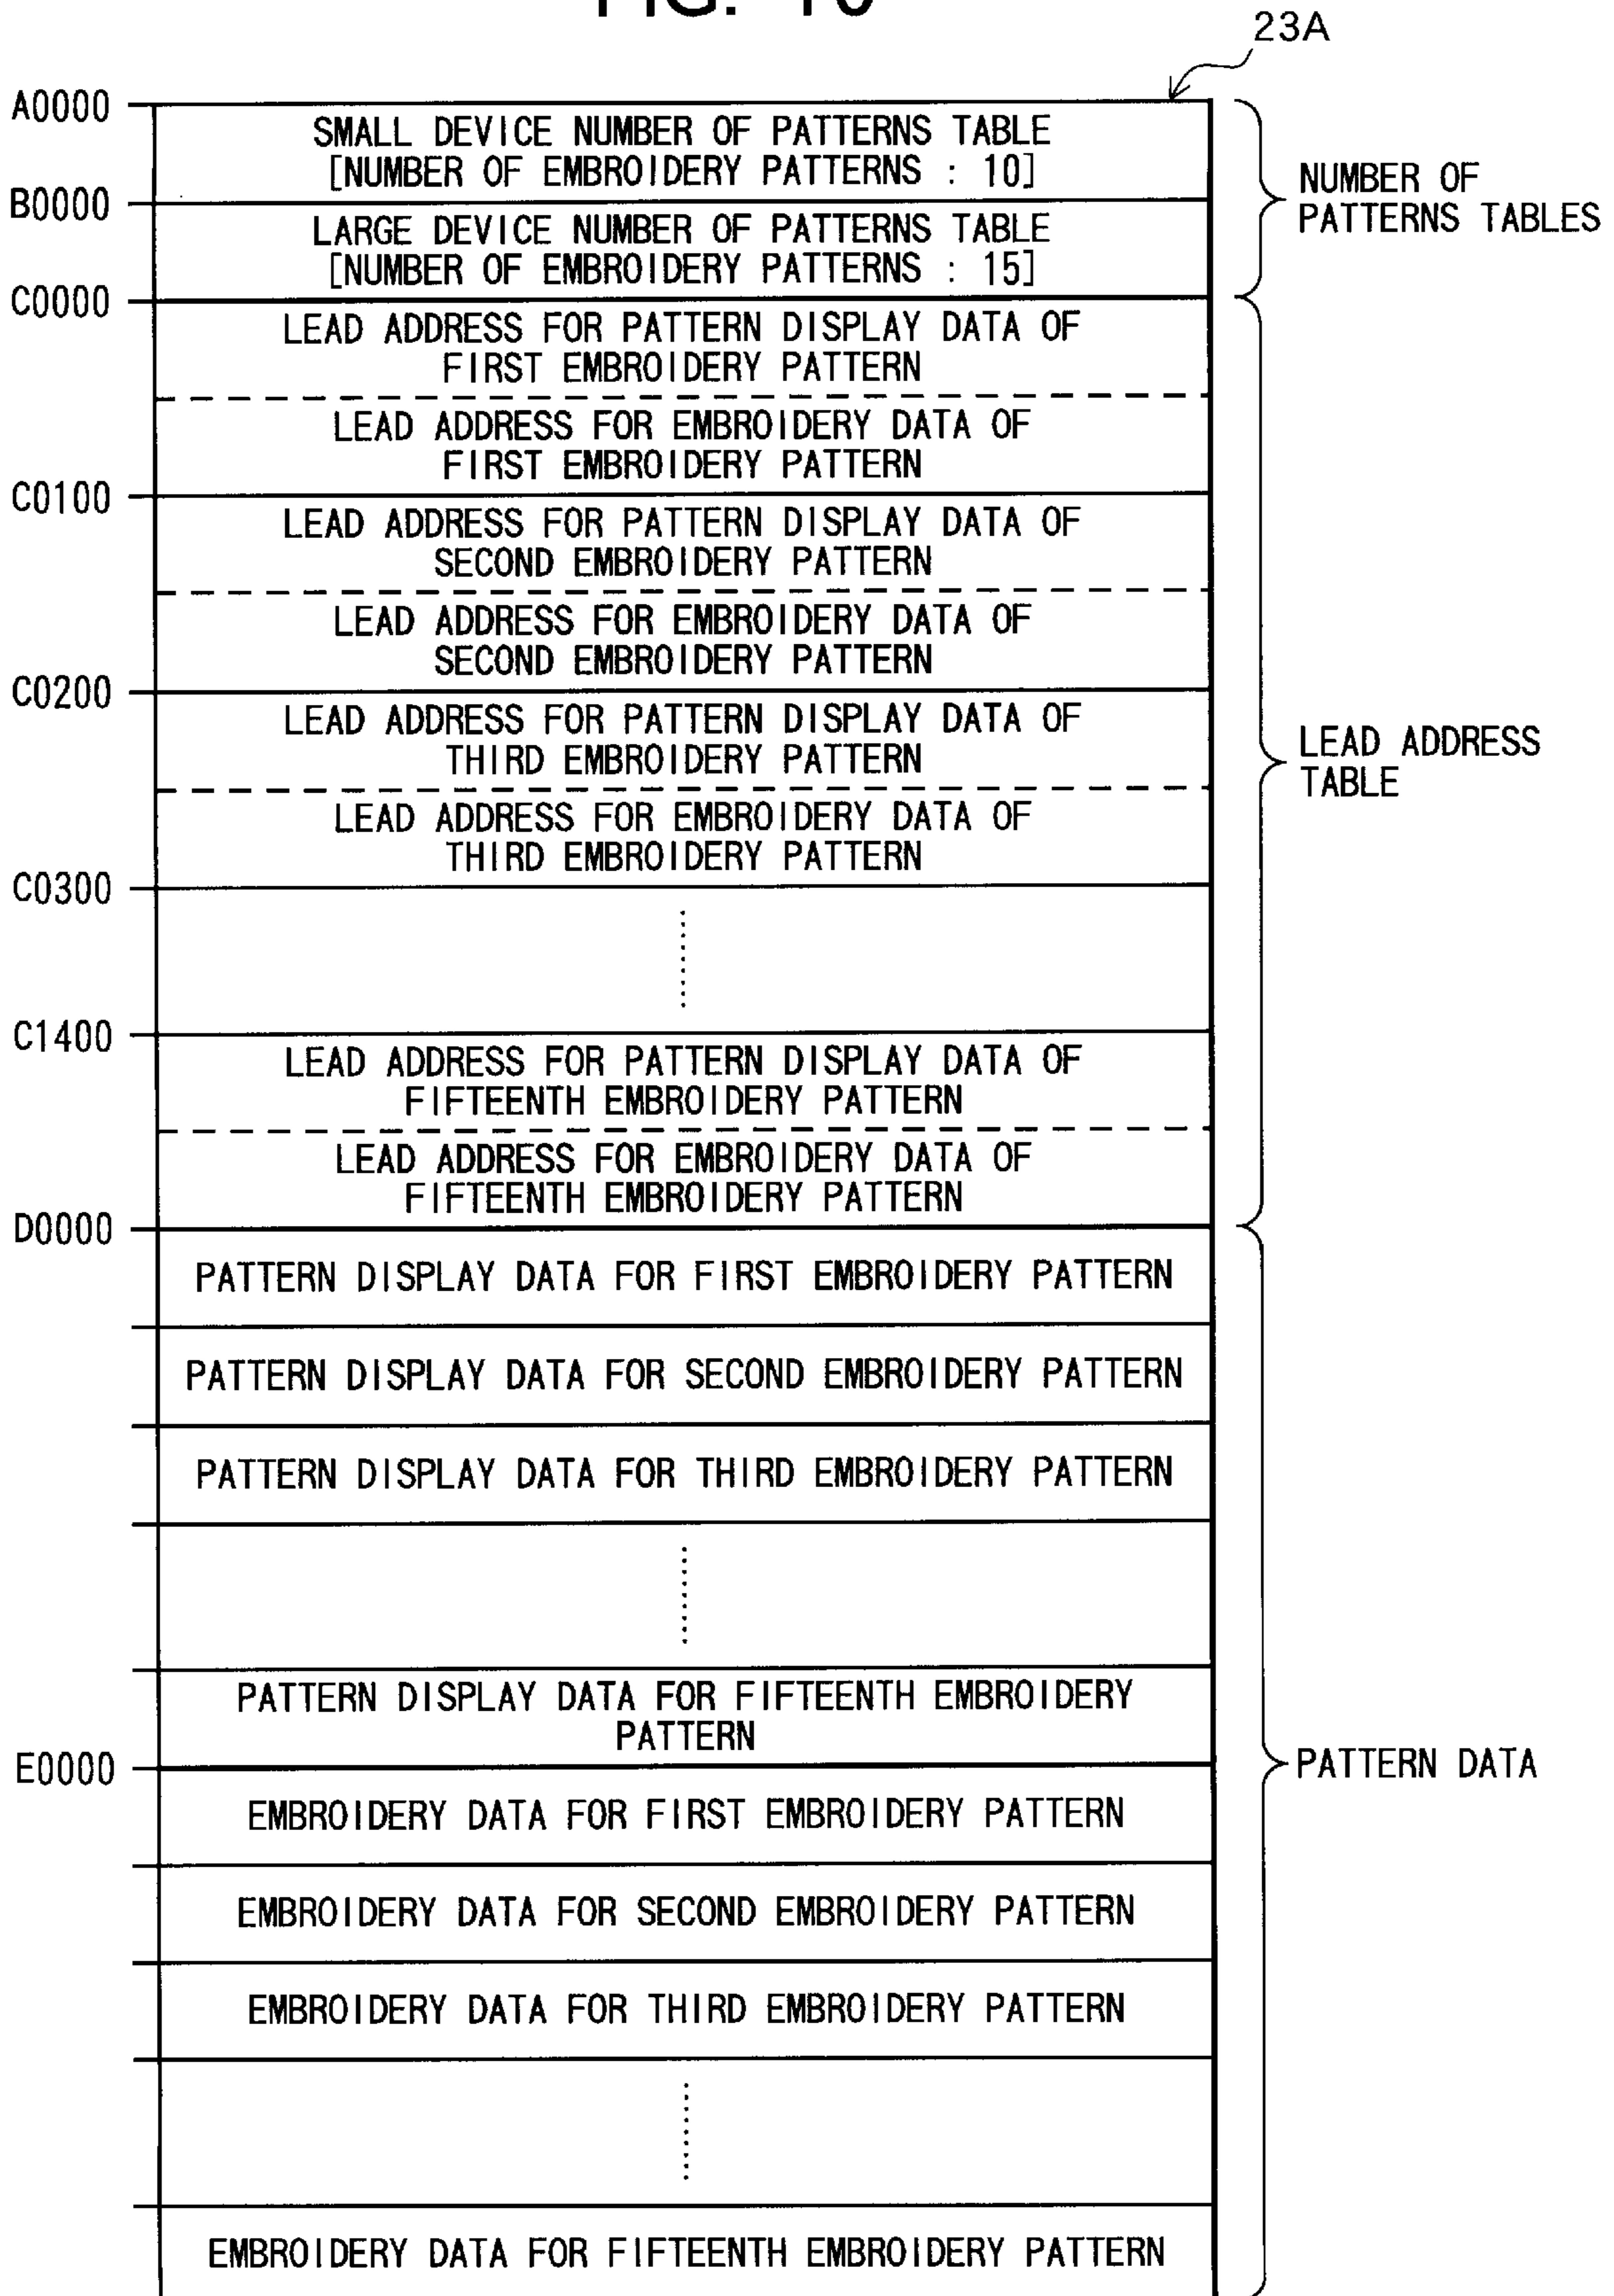 FIG. 10
23A
A0000
SMALL DEVICE NUMBER OF PATTERNS TABLE
[NUMBER OF EMBROIDERY PATTERNS : 10]
NUMBER OF
PATTERNS TABLES
B0000
LARGE DEVICE NUMBER OF PATTERNS TABLE
[NUMBER OF EMBROIDERY PATTERNS : 15]
C0000
LEAD ADDRESS FOR PATTERN DISPLAY DATA OF
FIRST EMBROIDERY PATTERN
LEAD ADDRESS FOR EMBROIDERY DATA OF
FIRST EMBROIDERY PATTERN
C0100
LEAD ADDRESS FOR PATTERN DISPLAY DATA OF
SECOND EMBROIDERY PATTERN
LEAD ADDRESS FOR EMBROIDERY DATA OF
SECOND EMBROIDERY PATTERN
C0200
LEAD ADDRESS FOR PATTERN DISPLAY DATA OF
THIRD EMBROIDERY PATTERN
LEAD ADDRESS
TABLE
LEAD ADDRESS FOR EMBROIDERY DATA OF
THIRD EMBROIDERY PATTERN
C0300
C1400
LEAD ADDRESS FOR PATTERN DISPLAY DATA OF
FIFTEENTH EMBROIDERY PATTERN
LEAD ADDRESS FOR EMBROIDERY DATA OF
FIFTEENTH EMBROIDERY PATTERN
D0000
PATTERN DISPLAY DATA FOR FIRST EMBROIDERY PATTERN
PATTERN DISPLAY DATA FOR SECOND EMBROIDERY PATTERN
PATTERN DISPLAY DATA FOR THIRD EMBROIDERY PATTERN
PATTERN DISPLAY DATA FOR FIFTEENTH EMBROIDERY
PATTERN
E0000
PATTERN DATA
EMBROIDERY DATA FOR FIRST EMBROIDERY PATTERN
EMBROIDERY DATA FOR SECOND EMBROIDERY PATTERN
EMBROIDERY DATA FOR THIRD EMBROIDERY PATTERN
EMBROIDERY DATA FOR FIFTEENTH EMBROIDERY PATTERN